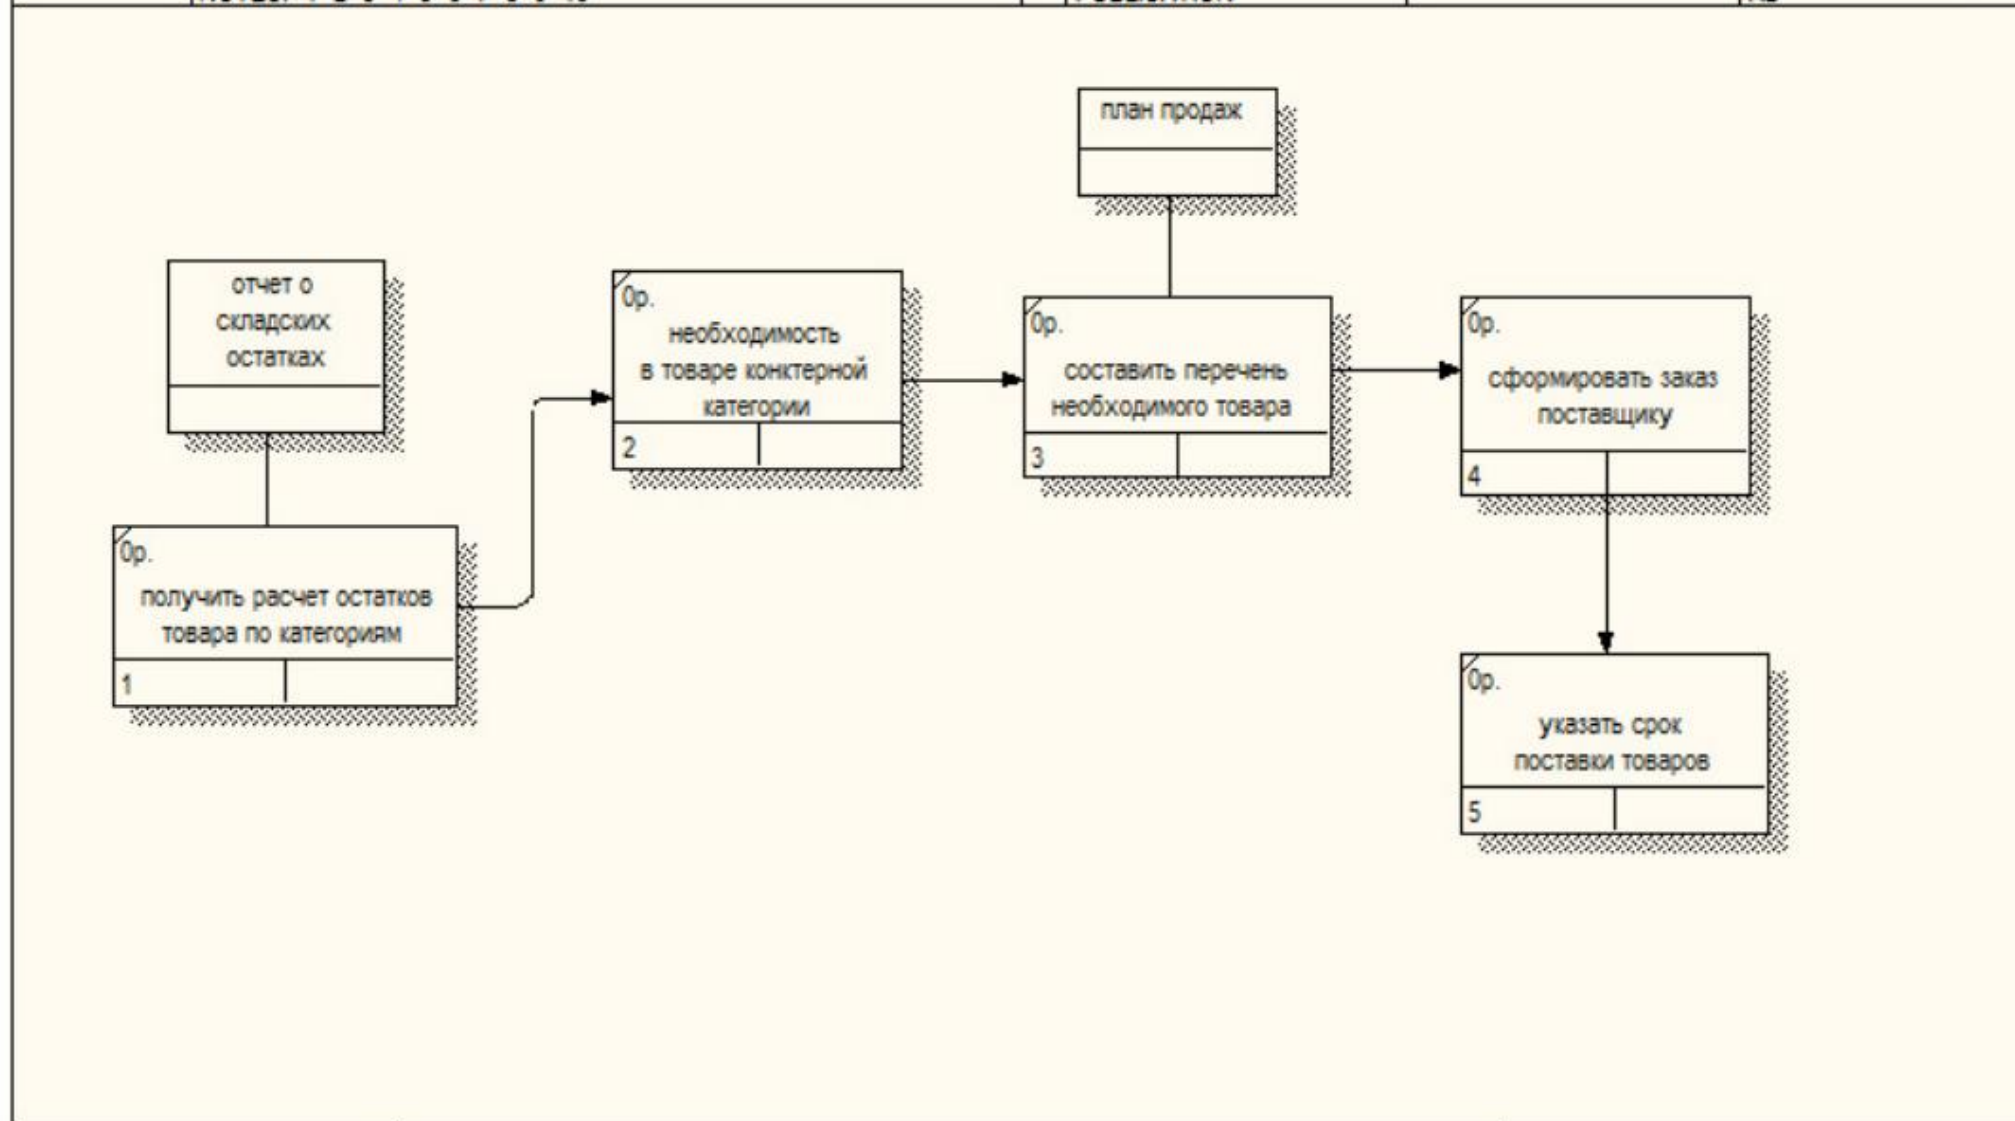 план продаж
отчет о
складских
остатках
0р.
необходимость
в товаре конктерной
категории
2
0р.
составить перечень
необходимого товара
3
0р.
сформировать заказ
поставщику
4
0р.
получить расчет остатков
товара по категориям
1
0р.
указать срок
поставки товаров
5